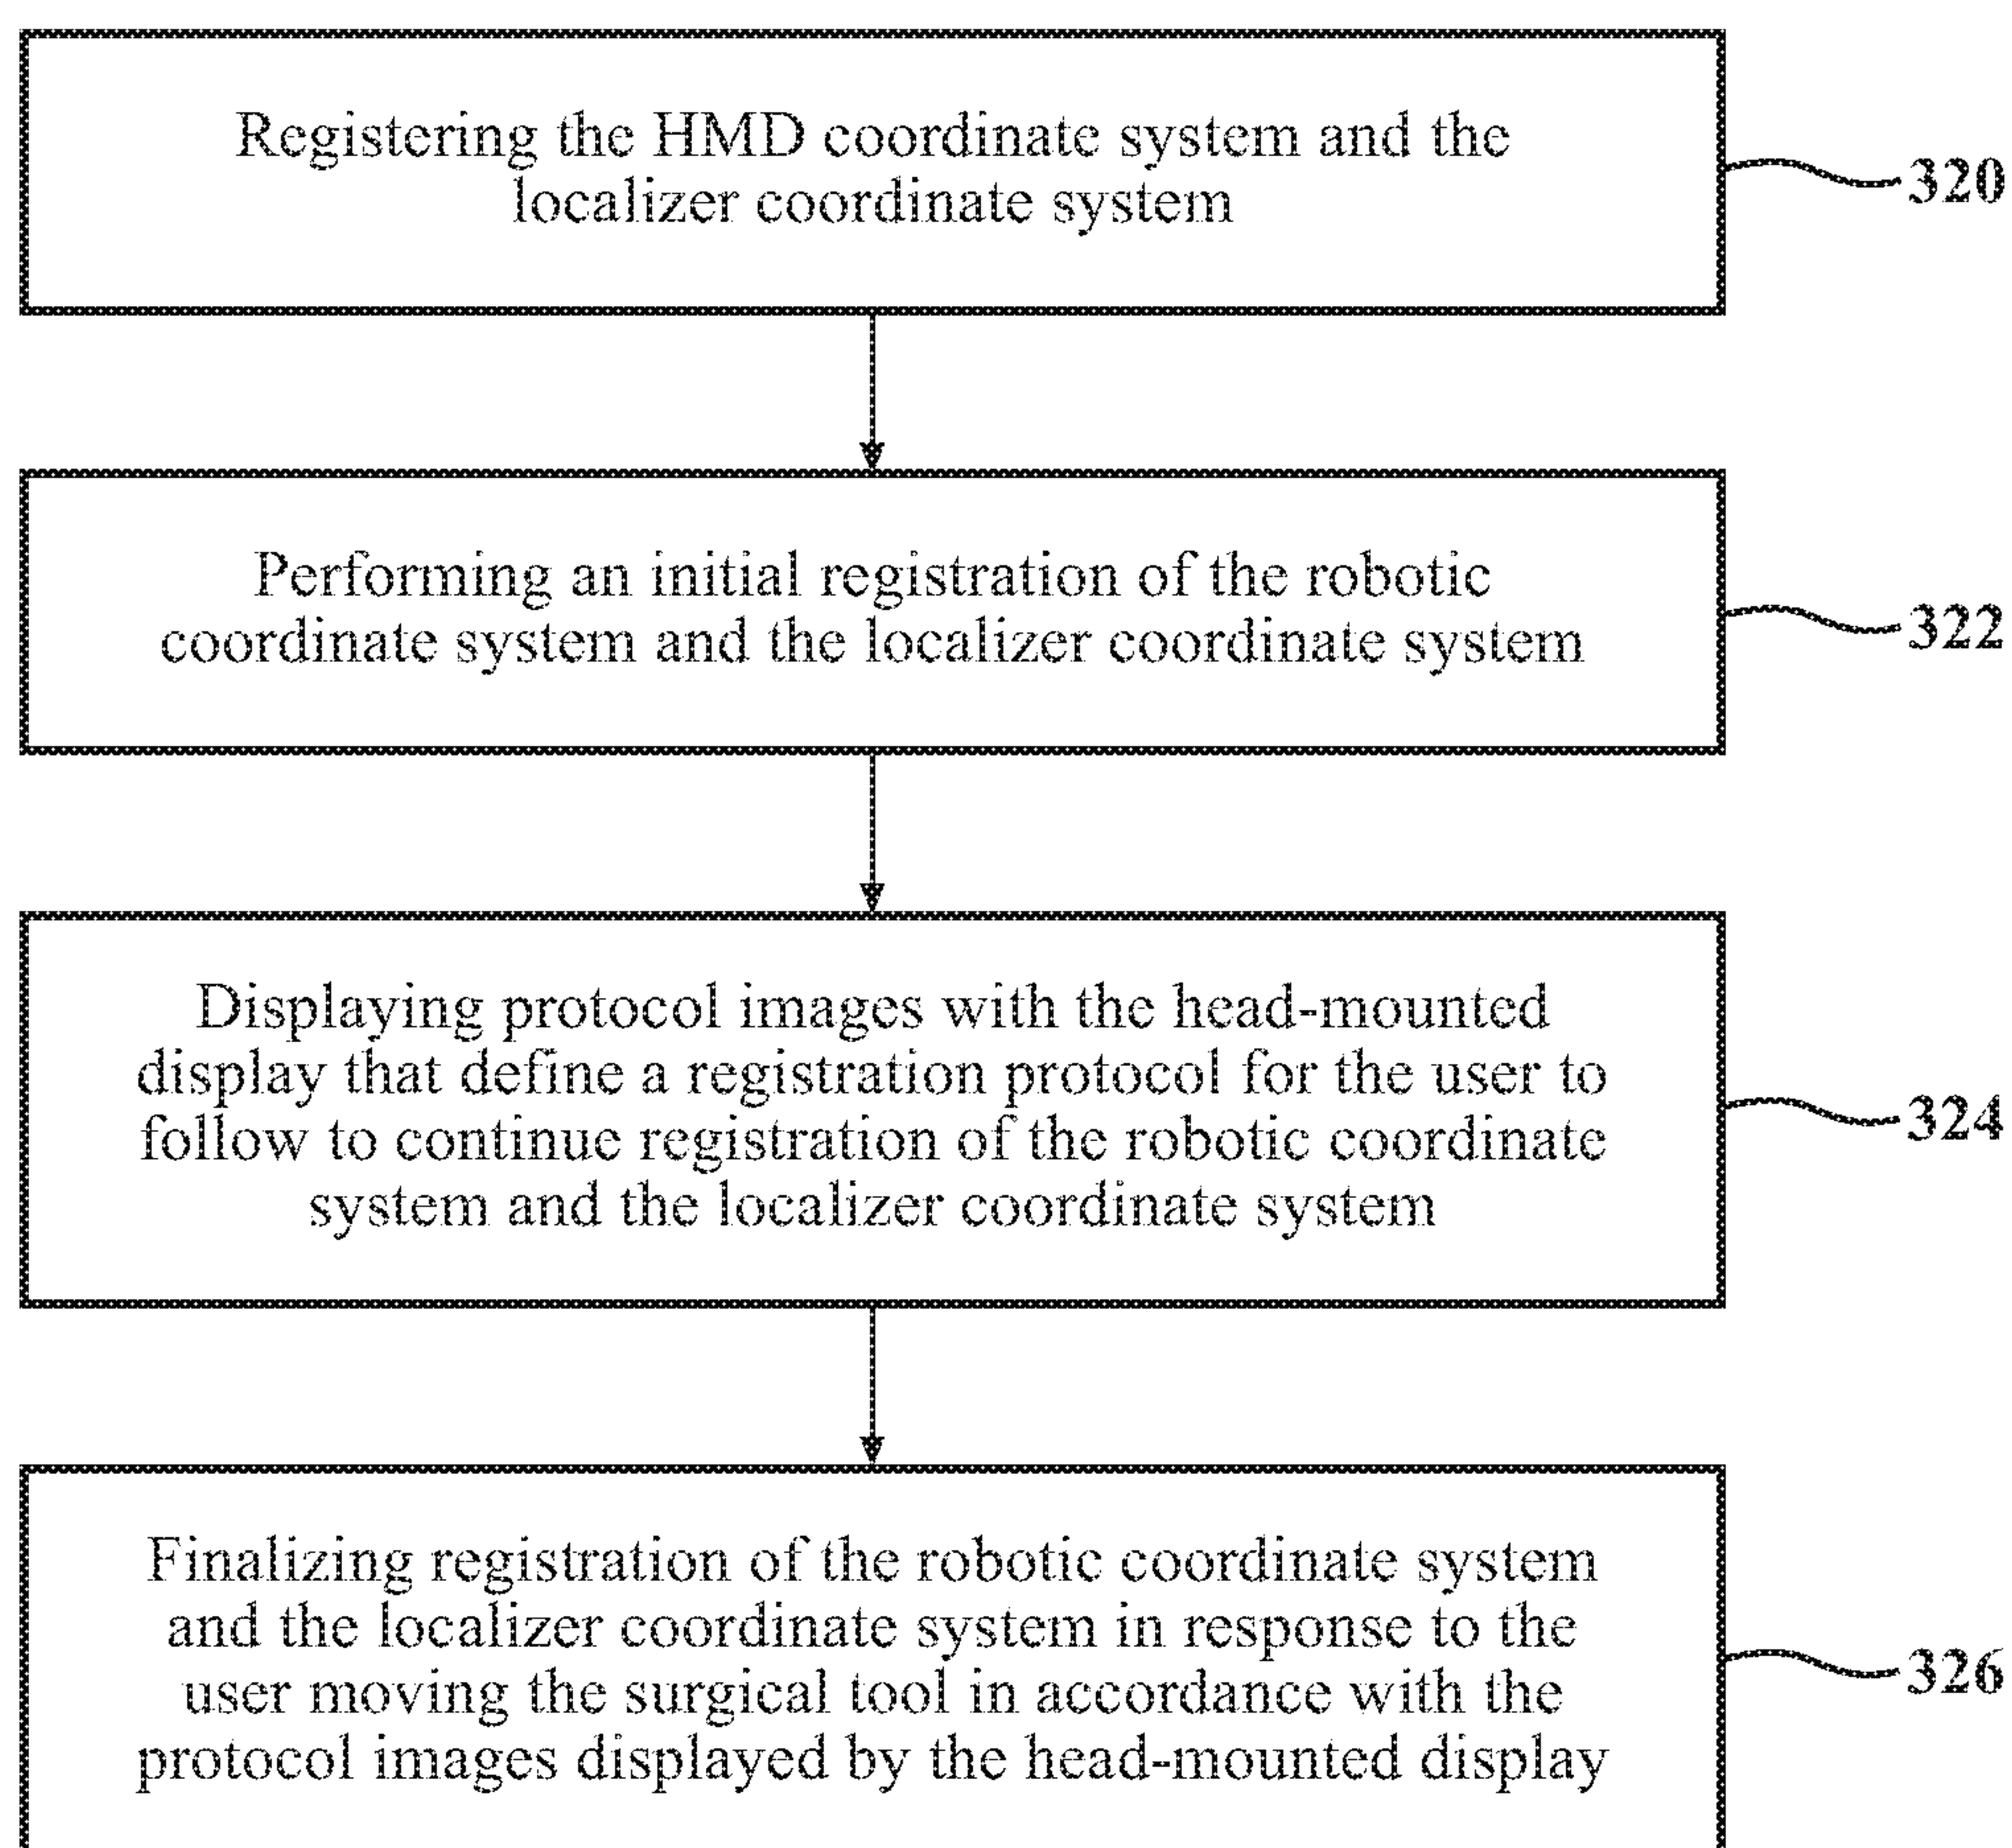 Registering the HMD coordinate system and the
localizer coordinate system
320
Performing an initial registration of the robotic
coordinate system and the localizer coordinate system
322
Displaying protocol images with the head-mounted
display that define a registration protocol for the user to
follow to continue registration of the robotic coordinate
system and the localizer coordinate system
324
Finalizing registration of the robotic coordinate system
and the localizer coordinate system in response to the
user moving the surgical tool in accordance with the
protocol images displayed by the head-mounted display
326